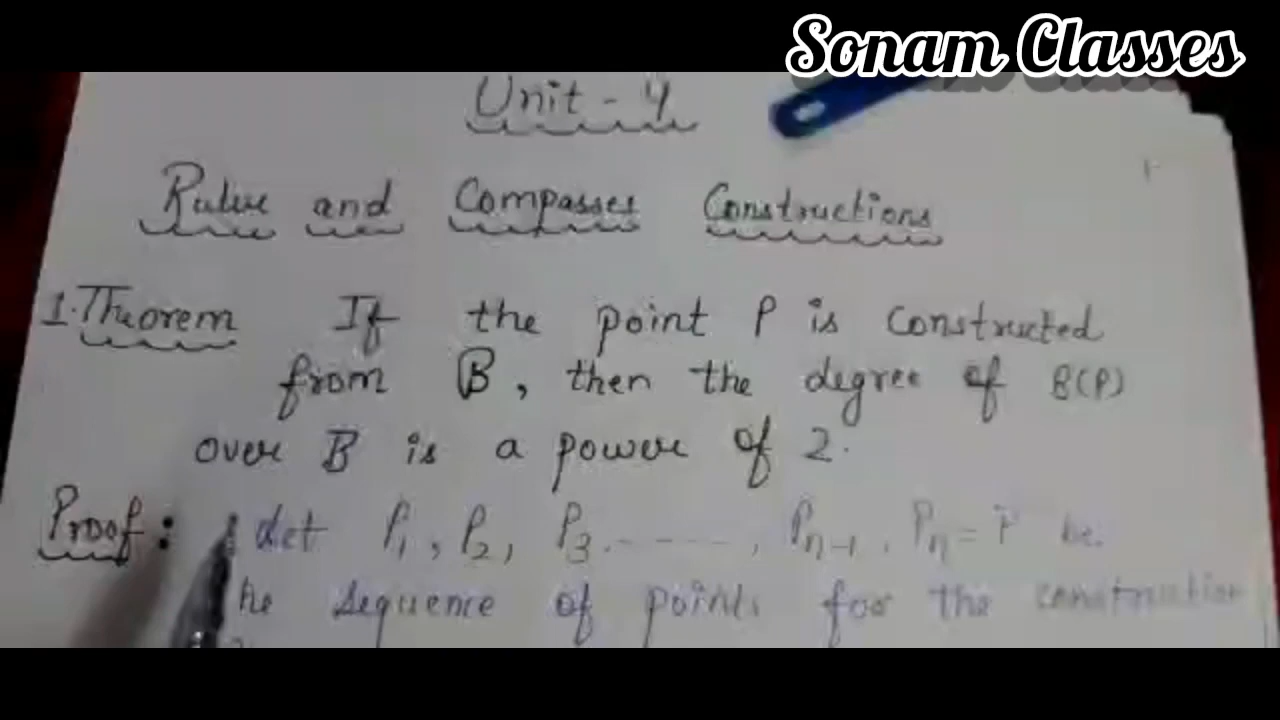 Sonam Classes
Unit - 4
Ruler and Compasses Constructions
1. Theorem If the point P is constructed
from B, then the degree of B(P)
over B is a power of 2.
Proof: Let P1, P2, P3 ------, Pn-1, Pn = P be
the sequence of points for the construction